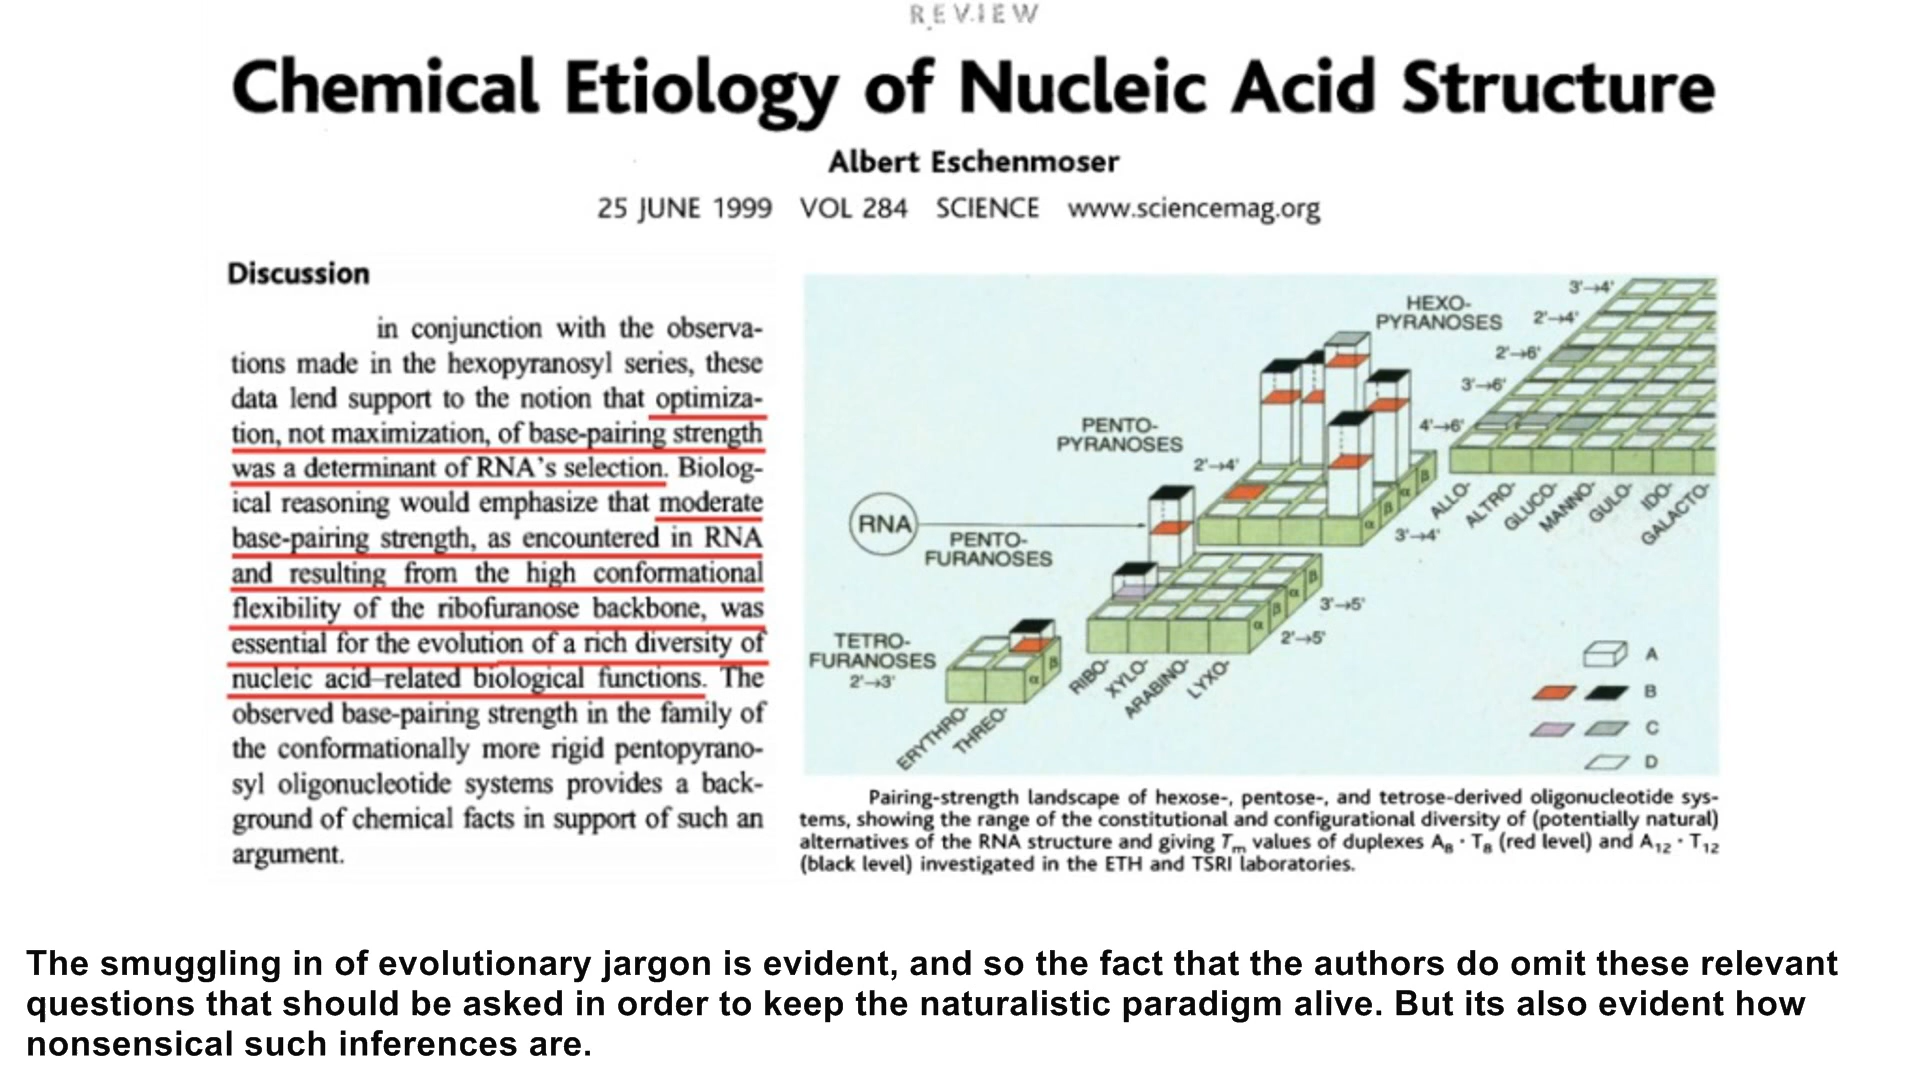 REVIEW
Chemical Etiology of Nucleic Acid Structure
Albert Eschenmoser
25 JUNE 1999 VOL 284 SCIENCE www.sciencemag.org
Discussion
in conjunction with the observa-
tions made in the hexopyranosyl series, these
data lend support to the notion that optimiza-
tion, not maximization, of base-pairing strength
was a determinant of RNA's selection. Biolog-
ical reasoning would emphasize that moderate
base-pairing strength, as encountered in RNA
and resulting from the high conformational
flexibility of the ribofuranose backbone, was
essential for the evolution of a rich diversity of
nucleic acid–related biological functions. The
observed base-pairing strength in the family of
the conformationally more rigid pentopyrano-
syl oligonucleotide systems provides a back-
ground of chemical facts in support of such an
argument.
3'→4'
HEXO-
PYRANOSES
2'→4'
2'→6'
3'→6'
4'→6'
PENTO-
PYRANOSES
2'→4'
ALLO-
ALTRO-
GLUCO-
MANNO-
GULO-
IDO-
GALACTO-
α
β
α
β
3'→4'
RNA
PENTO-
FURANOSES
β
α
β
α
3'→5'
2'→5'
TETRO-
FURANOSES
2'→3'
β
α
RIBO-
XYLO-
ARABINO-
LYXO-
ERYTHRO-
THREO-
A
B
C
D
Pairing-strength landscape of hexose-, pentose-, and tetrose-derived oligonucleotide sys-
tems, showing the range of the constitutional and configurational diversity of (potentially natural)
alternatives of the RNA structure and giving Tm values of duplexes A8 · T8 (red level) and A12 · T12
(black level) investigated in the ETH and TSRI laboratories.
The smuggling in of evolutionary jargon is evident, and so the fact that the authors do omit these relevant
questions that should be asked in order to keep the naturalistic paradigm alive. But its also evident how
nonsensical such inferences are.